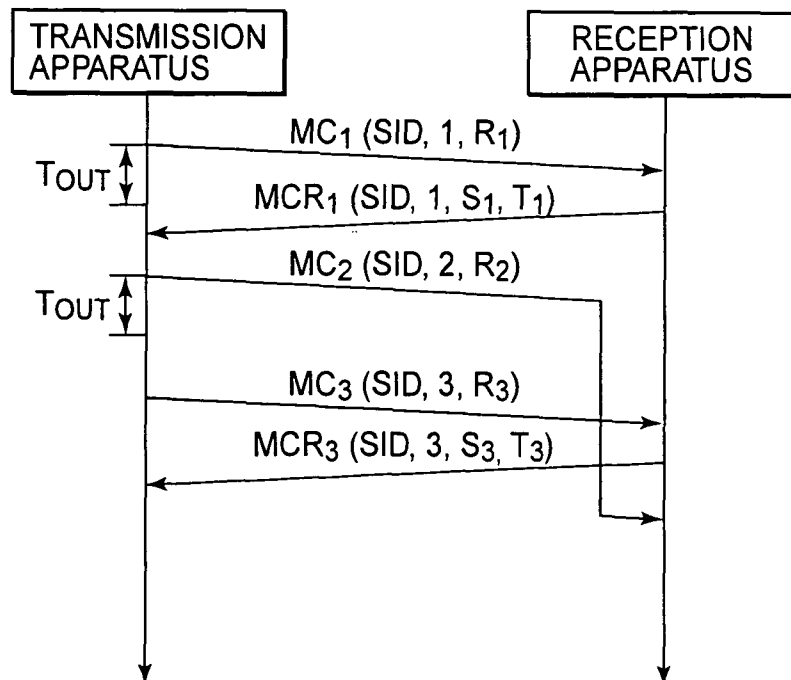 TRANSMISSION
APPARATUS
RECEPTION
APPARATUS
MC1 (SID, 1, R1)
TOUT
MCR1 (SID, 1, S1, T1)
MC2 (SID, 2, R2)
TOUT
MC3 (SID, 3, R3)
MCR3 (SID, 3, S3, T3)